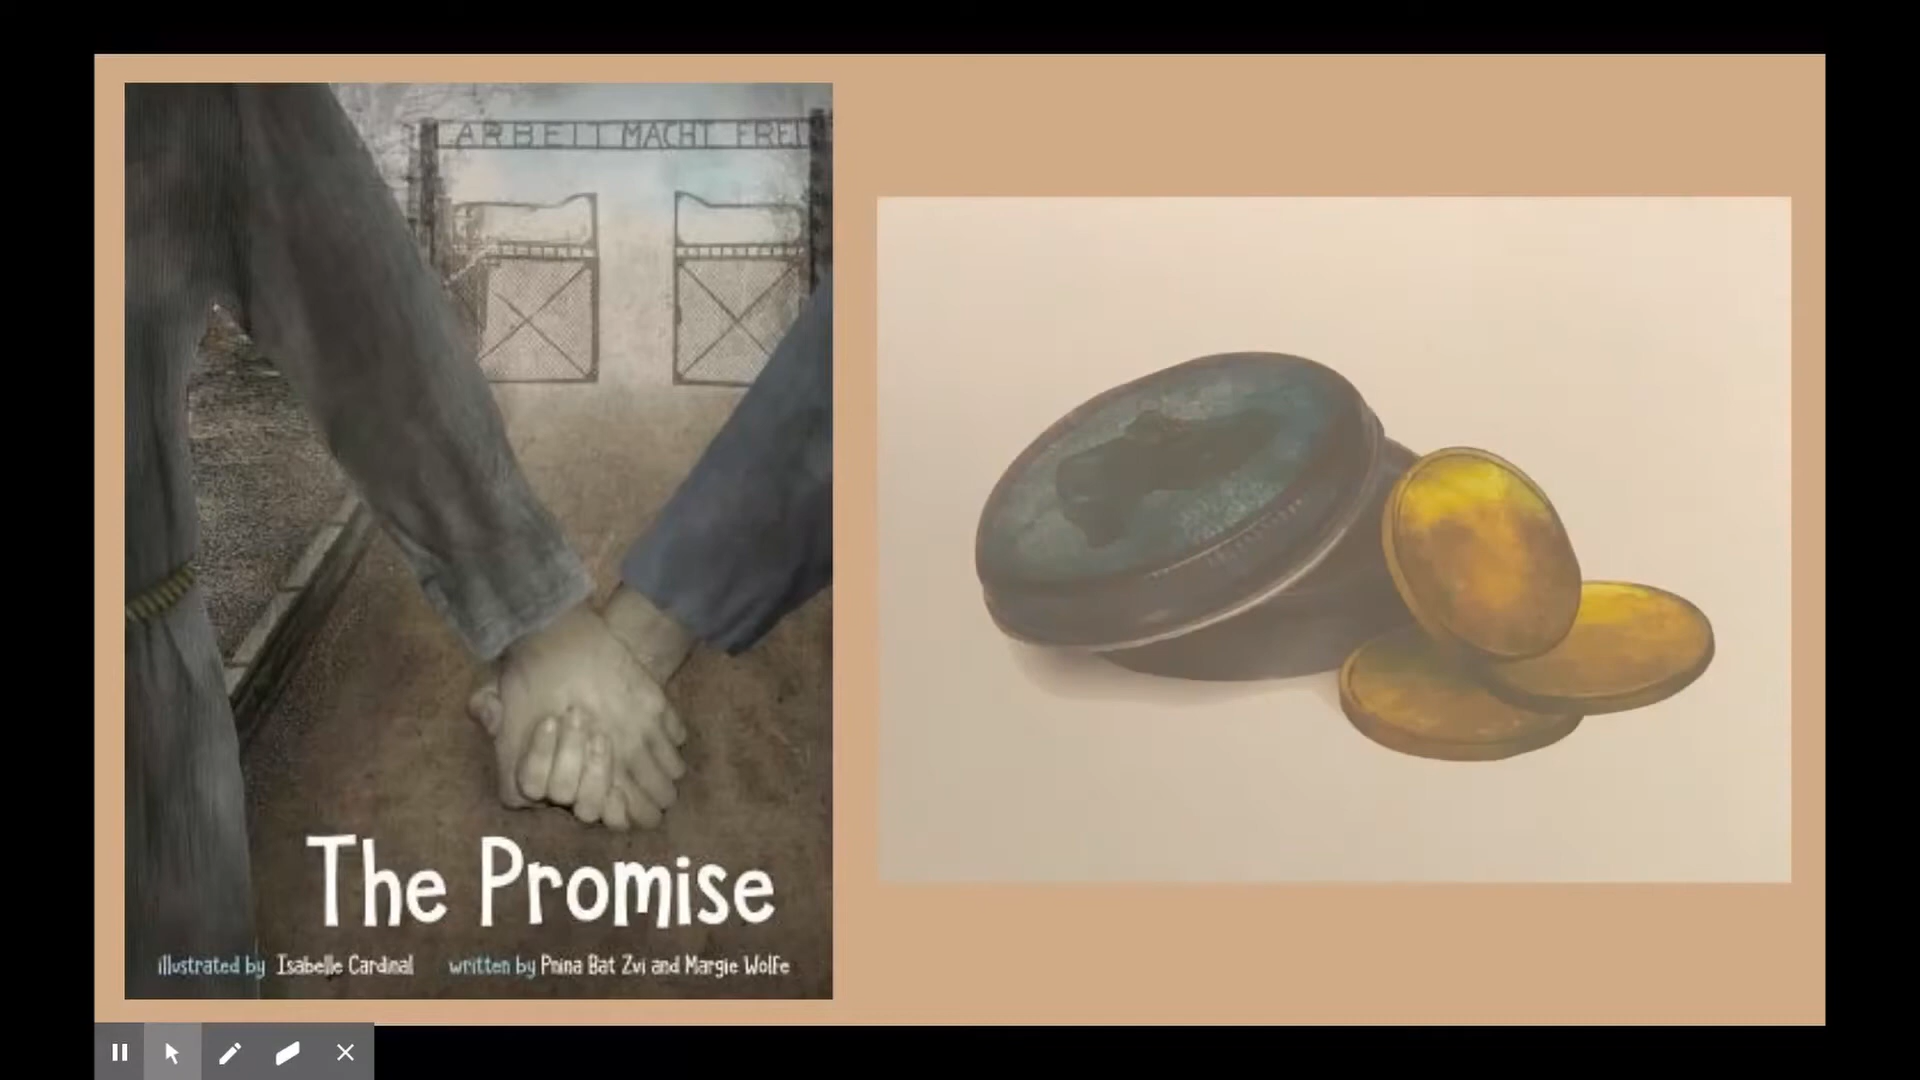 ARBEIT MACHT FREI
The Promise
illustrated by Isabelle Cardinal written by Pnina Bat Zvi and Margie Wolfe